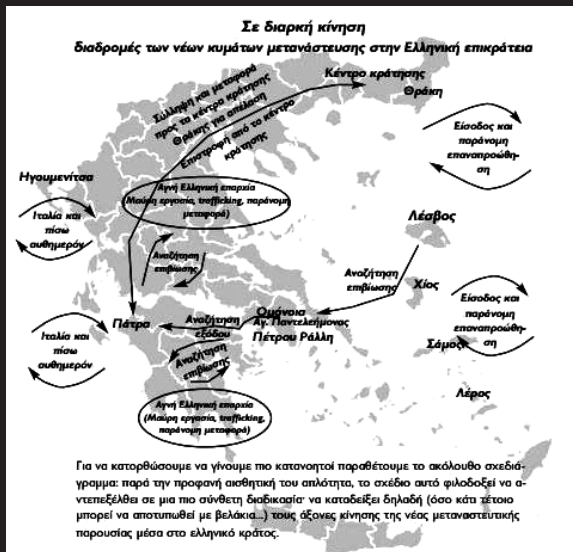 Σε διαρκή κίνηση
διαδρομές των νέων κυμάτων μετανάστευσης στην Ελληνική επικράτεια
Κέντρο κράτησης
Θράκη
Σύλληψη και μεταφορά
προς τα κέντρα κράτησης
Θράκης για απέλαση
Επιστροφή από το κέντρο
κράτησης
Είσοδος και
παράνομη
επαναπροώθη-
ση
Ηγουμενίτσα
Ιταλία και
πίσω
αυθημερόν
Αγνή Ελληνική επαρχία
(Μαύρη εργασία, trafficking, παράνομη
μεταφορά)
Λέσβος
Αναζήτηση
επιβίωσης
Αναζήτηση
επιβίωσης
Χίος
Είσοδος και
παράνομη
επαναπροώθη-
ση
Ομόνοια
Αγ. Παντελεήμονας
Πέτρου Ράλλη
Πάτρα
Αναζήτηση
εξόδου
Ιταλία και
πίσω
αυθημερόν
Αναζήτηση
επιβίωσης
Σάμος
Λέρος
Αγνή Ελληνική επαρχία
(Μαύρη εργασία, trafficking,
παράνομη μεταφορά)
Για να κατορθώσουμε να γίνουμε πιο κατανοητοί παραθέτουμε το ακόλουθο σχεδιά-
γραμμα: παρά την προφανή αισθητική του απλότητα, το σχέδιο αυτό φιλοδοξεί να α-
ντεπεξέλθει σε μια πιο σύνθετη διαδικασία· να καταδείξει δηλαδή (όσο κάτι τέτοιο
μπορεί να αποτυπωθεί με βελάκια...) τους άξονες κίνησης της νέας μεταναστευτικής
παρουσίας μέσα στο ελληνικό κράτος.